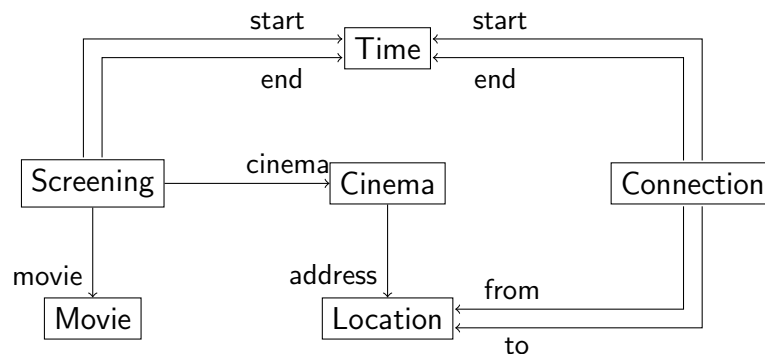 start start
Time
end end
Screening cinema Cinema Connection
movie address from
Movie Location
to